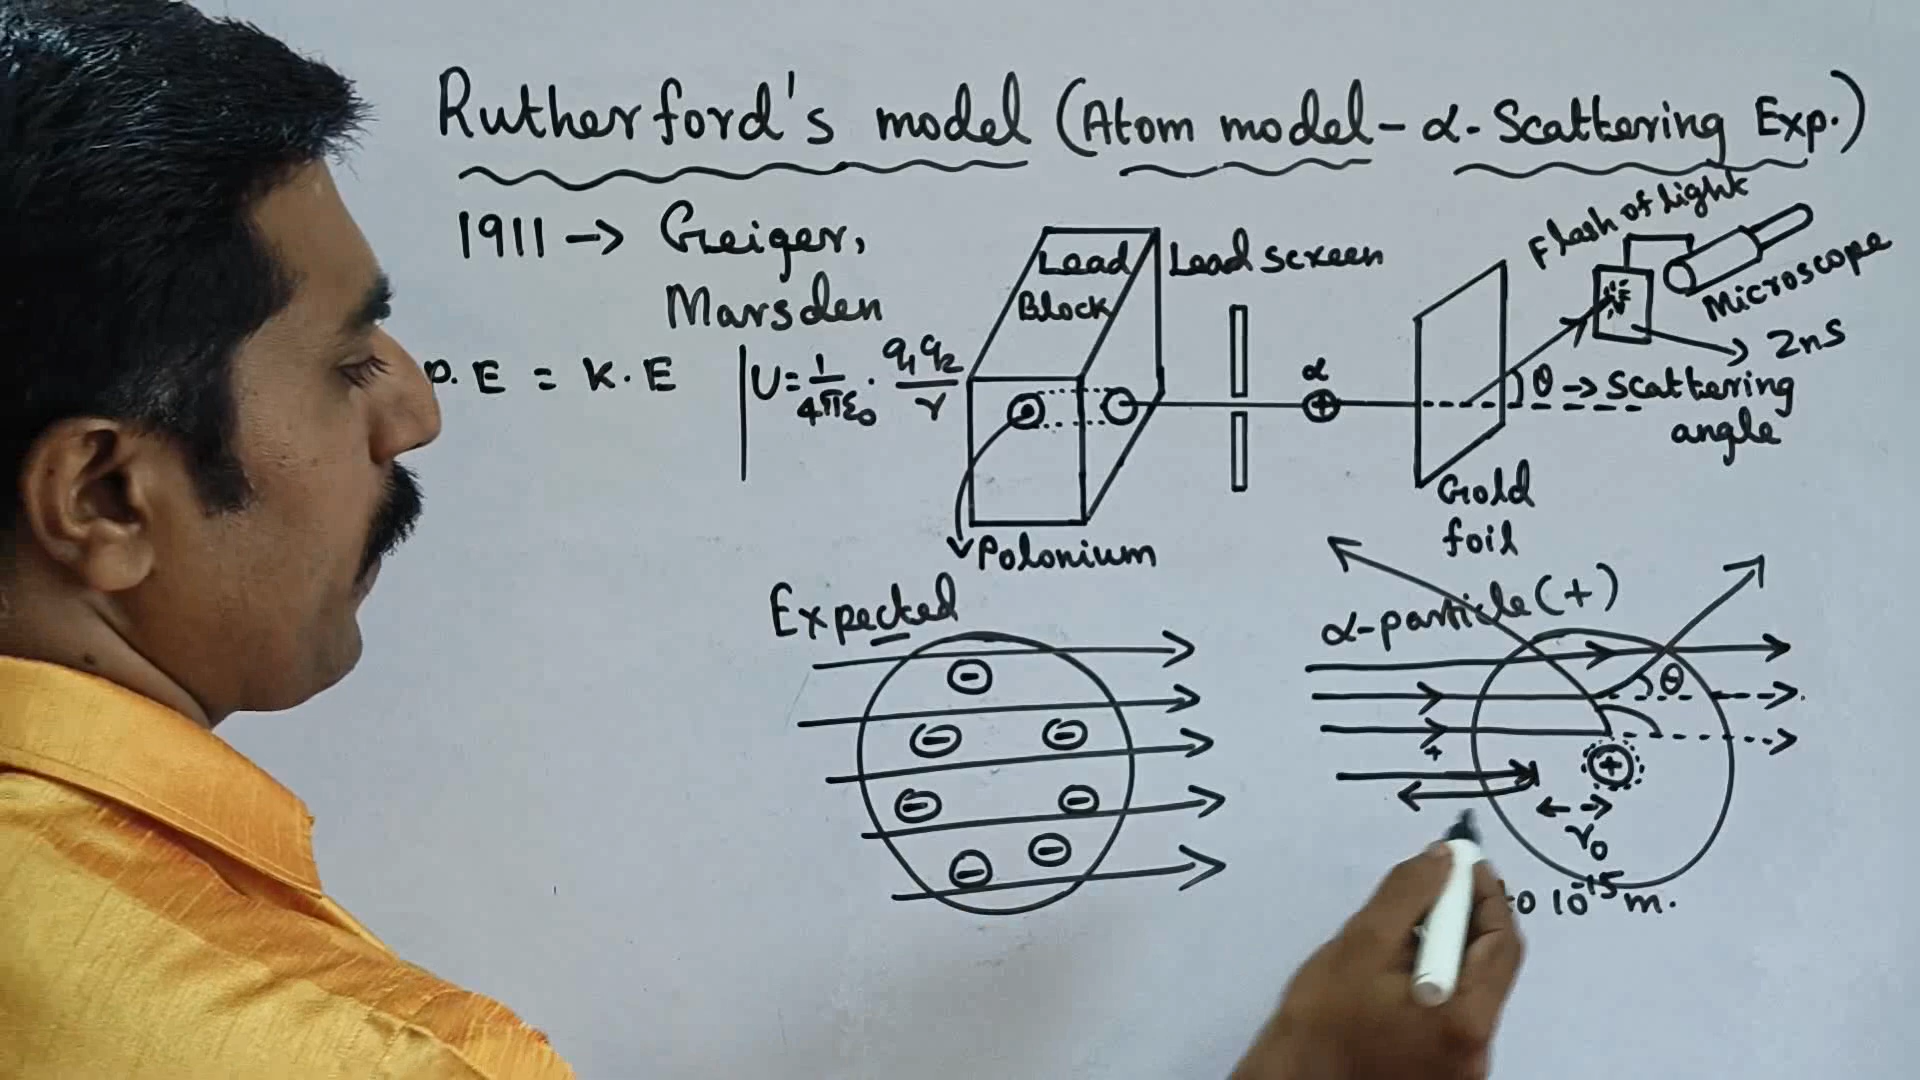 Rutherford's model (Atom model - α-Scattering Exp.)
1911 → Geiger,
Marsden
P.E = K.E
U = 1/4πε₀ · q₁q₂/r
Lead
Block
Lead screen
Polonium
α
+
Gold
foil
Flash of light
Microscope
ZnS
θ → Scattering
angle
Expected
α-particle (+)
θ
+
+
r₀
10⁻¹⁵ m.